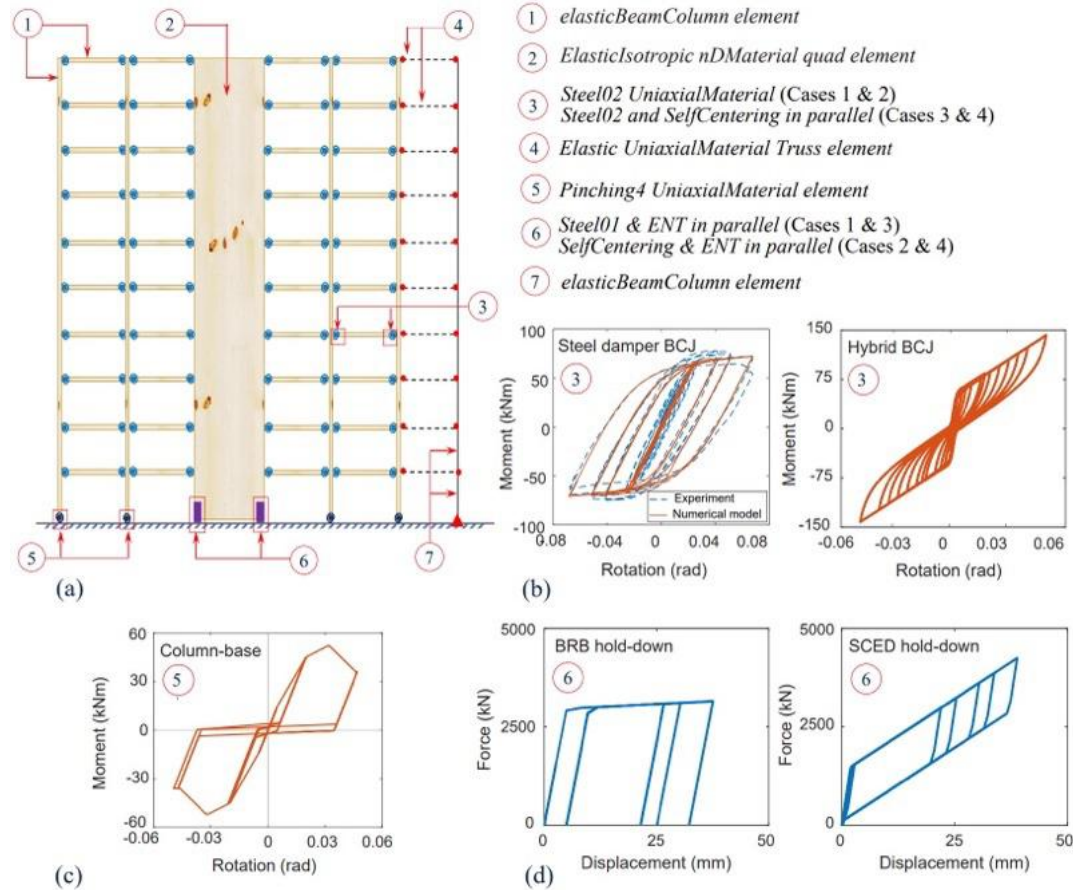 1
2
4
3
5
6
7
(a)
1 elasticBeamColumn element
2 ElasticIsotropic nDMaterial quad element
3 Steel02 UniaxialMaterial (Cases 1 & 2)
Steel02 and SelfCentering in parallel (Cases 3 & 4)
4 Elastic UniaxialMaterial Truss element
5 Pinching4 UniaxialMaterial element
6 Steel01 & ENT in parallel (Cases 1 & 3)
SelfCentering & ENT in parallel (Cases 2 & 4)
7 elasticBeamColumn element
Steel damper BCJ
3
Experiment
Numerical model
Moment (kNm)
100
50
0
-50
-100
0.08
-0.04
0
0.04
0.08
Rotation (rad)
Hybrid BCJ
3
Moment (kNm)
150
75
0
-75
-150
-0.06
-0.03
0
0.03
0.06
Rotation (rad)
(b)
Column-base
5
Moment (kNm)
60
30
0
-30
-60
-0.06
-0.03
0
0.03
0.06
Rotation (rad)
(c)
BRB hold-down
6
Force (kN)
5000
2500
0
0
25
50
Displacement (mm)
SCED hold-down
6
Force (kN)
5000
2500
0
0
25
50
Displacement (mm)
(d)